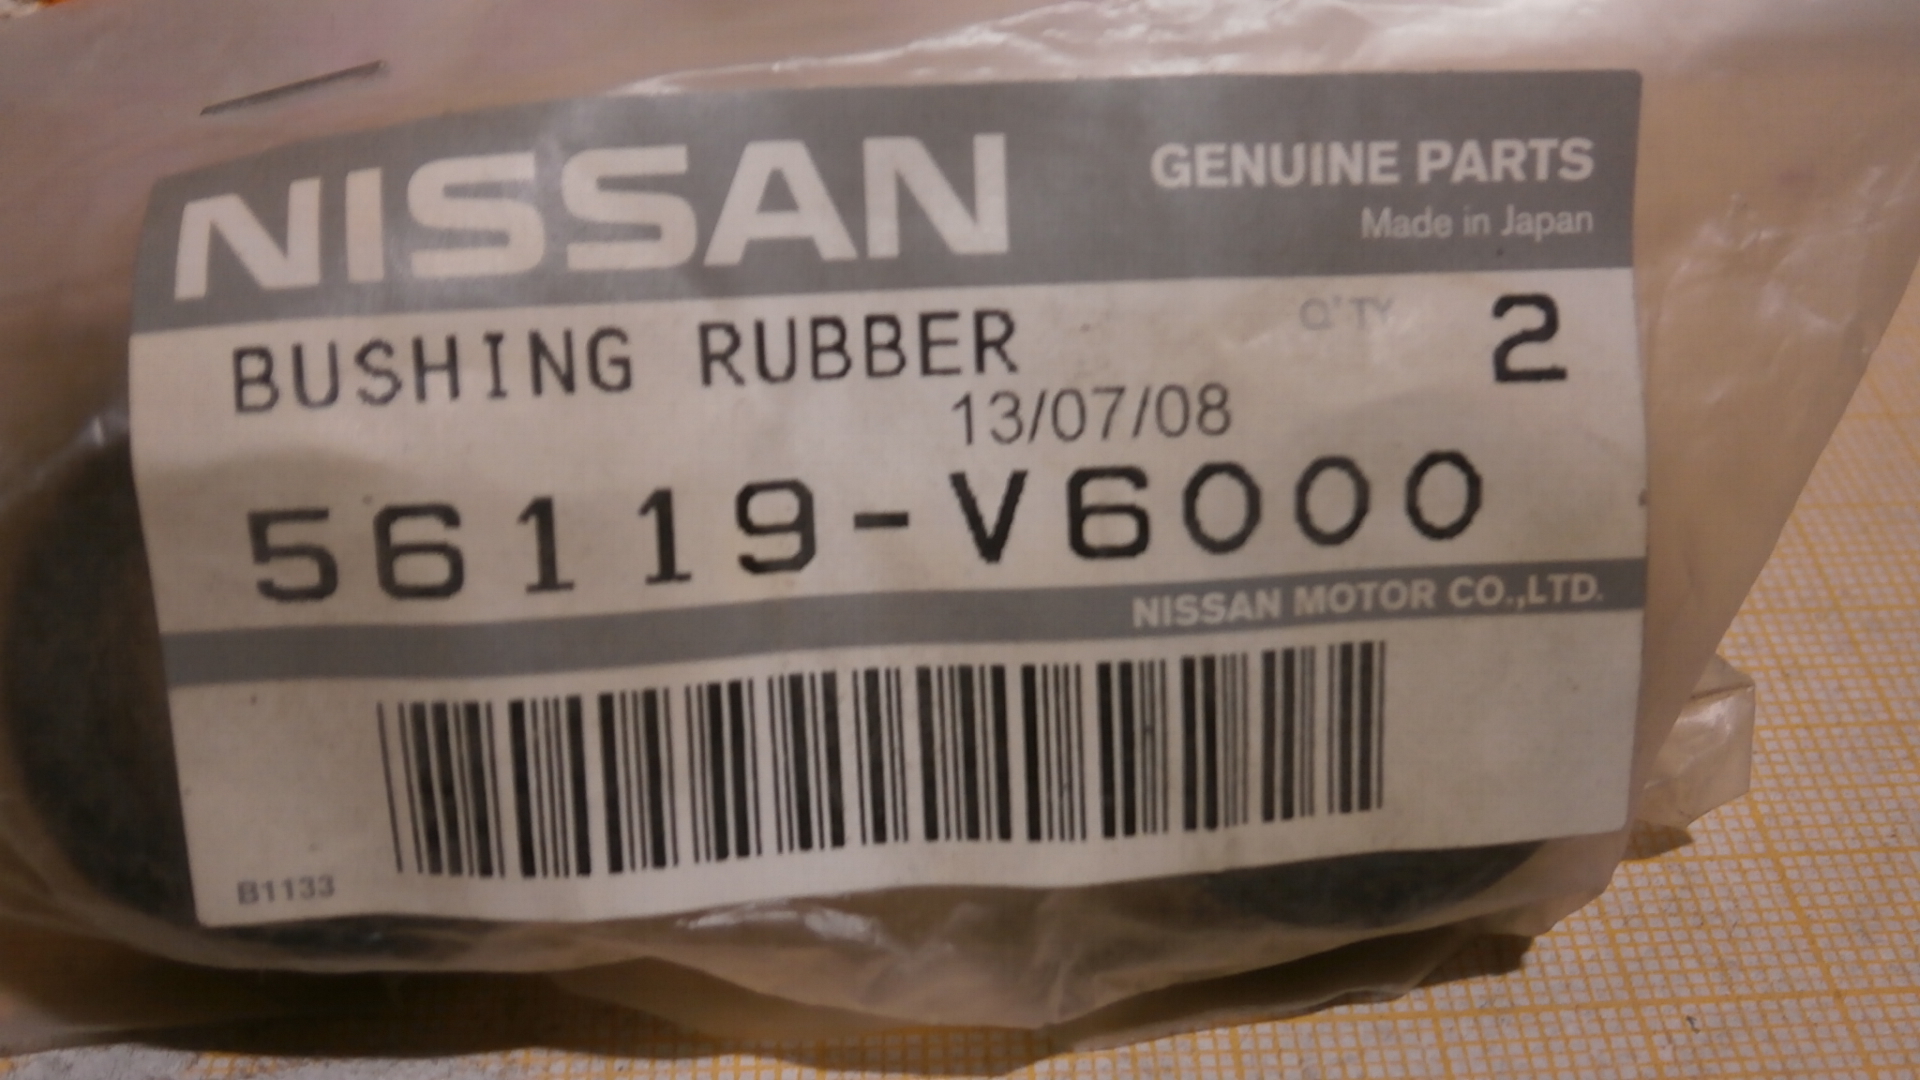 NISSAN
GENUINE PARTS
Made in Japan
BUSHING RUBBER
Q'TY 2
13/07/08
56119-V6000
NISSAN MOTOR CO.,LTD.
B1133